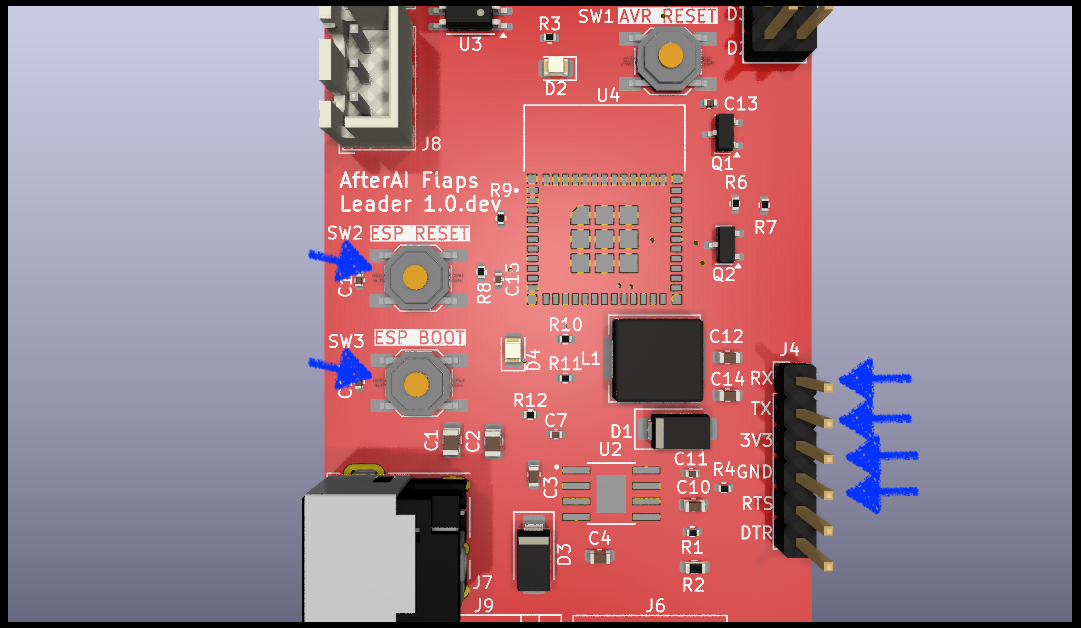 R3
SW1 AVR RESET
U3
D2
U4
C13
J8
Q1
AfterAI Fiaps
Leader 1.0.dev
R9
R6
R7
SW2 ESP RESET
Q2
R8
C15
SW3 ESP BOOT
R10
L1
C12
J4
D4
R11
C14
RX
TX
3V3
GND
RTS
DTR
R12
C7
D1
C1
C2
U2
C11
R4
C3
C10
C4
D3
R1
R2
J7
J9
J6